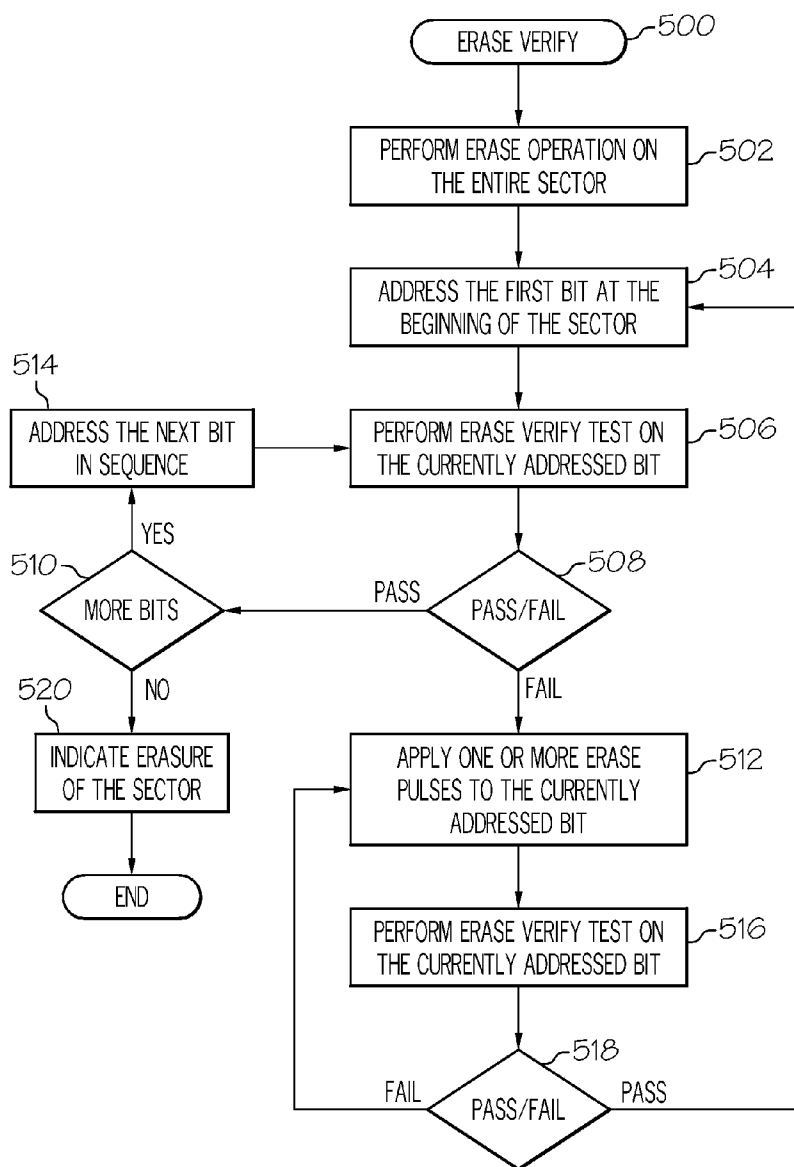 ERASE VERIFY
500
PERFORM ERASE OPERATION ON
THE ENTIRE SECTOR
502
504
ADDRESS THE FIRST BIT AT THE
BEGINNING OF THE SECTOR
514
ADDRESS THE NEXT BIT
IN SEQUENCE
PERFORM ERASE VERIFY TEST ON
THE CURRENTLY ADDRESSED BIT
506
YES
510
MORE BITS
PASS
508
PASS/FAIL
NO
FAIL
520
INDICATE ERASURE
OF THE SECTOR
APPLY ONE OR MORE ERASE
PULSES TO THE CURRENTLY
ADDRESSED BIT
512
END
PERFORM ERASE VERIFY TEST ON
THE CURRENTLY ADDRESSED BIT
516
518
FAIL
PASS/FAIL
PASS